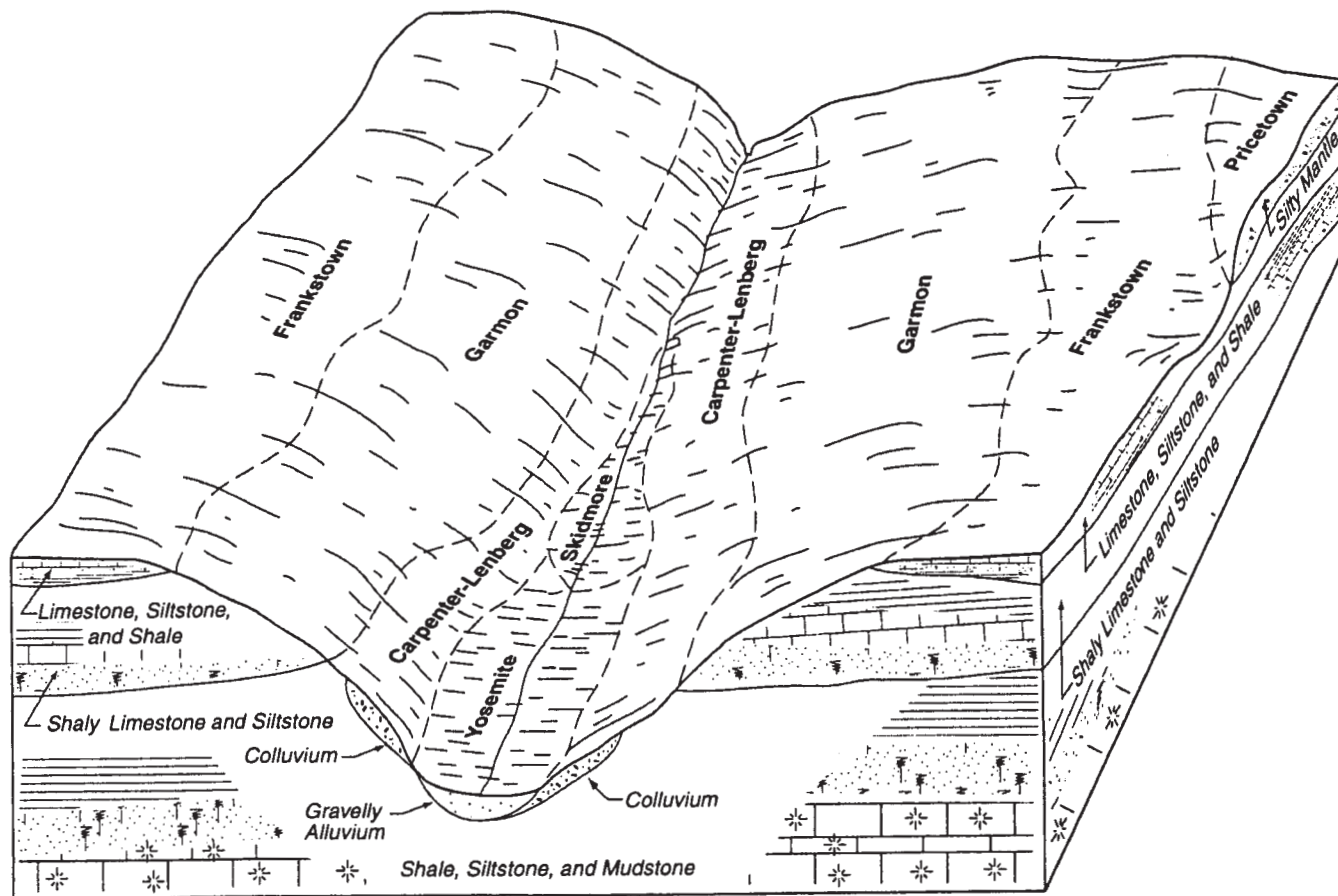 Pricetown
Silty Mantle
Frankstown
Garmon
Carpenter-Lenberg
Garmon
Frankstown
Limestone, Siltstone, and Shale
Skidmore
Carpenter-Lenberg
Shaly Limestone and Siltstone
Limestone, Siltstone,
and Shale
Yosemite
Shaly Limestone and Siltstone
Colluvium
Gravelly
Alluvium
Colluvium
Shale, Siltstone, and Mudstone